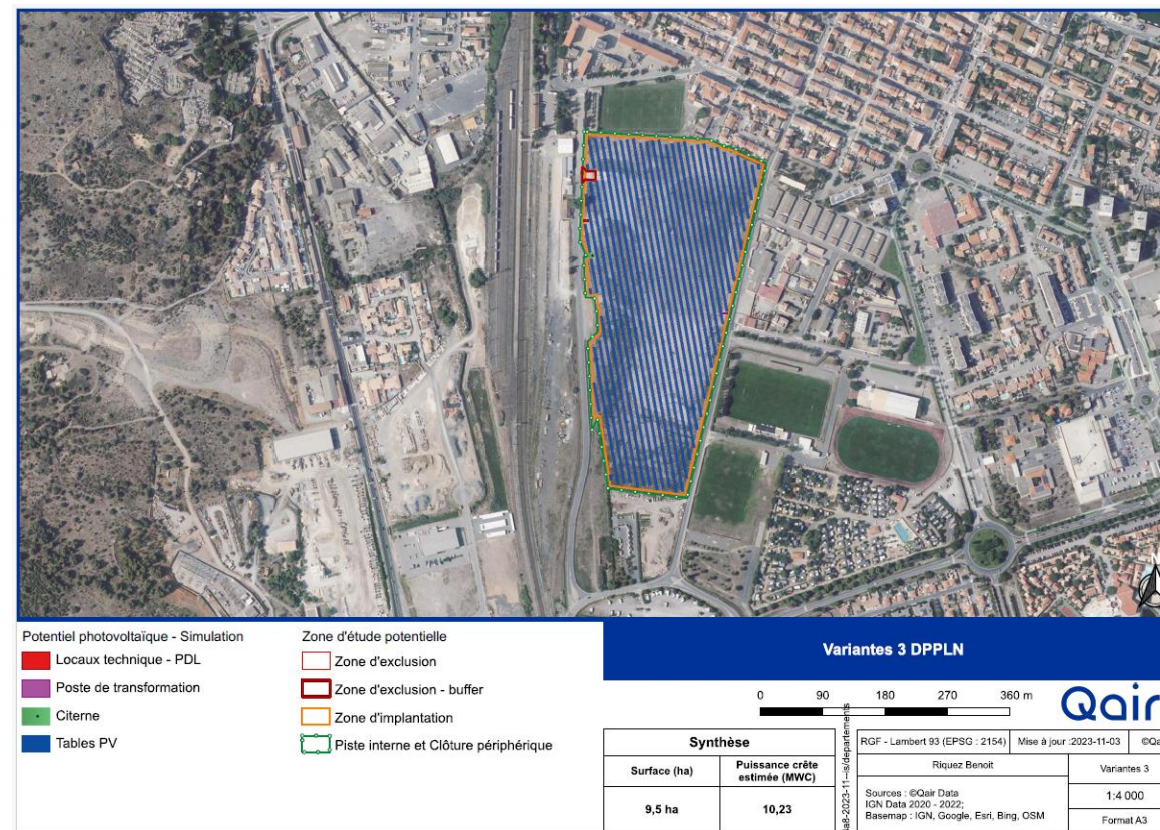 Potentiel photovoltaïque - Simulation
Locaux technique - PDL
Poste de transformation
Citerne
Tables PV
Zone d'étude potentielle
Zone d'exclusion
Zone d'exclusion - buffer
Zone d'implantation
Piste interne et Clôture périphérique
Variantes 3 DPPLN
0 90 180 270 360 m
Qair
Synthèse
Surface (ha)
Puissance crête
estimée (MWC)
9,5 ha
10,23
RGF - Lambert 93 (EPSG : 2154)
Mise à jour :2023-11-03
©Qa
Riquez Benoit
Variantes 3
Sources : ©Qair Data
IGN Data 2020 - 2022;
Basemap : IGN, Google, Esri, Bing, OSM
1:4 000
Format A3